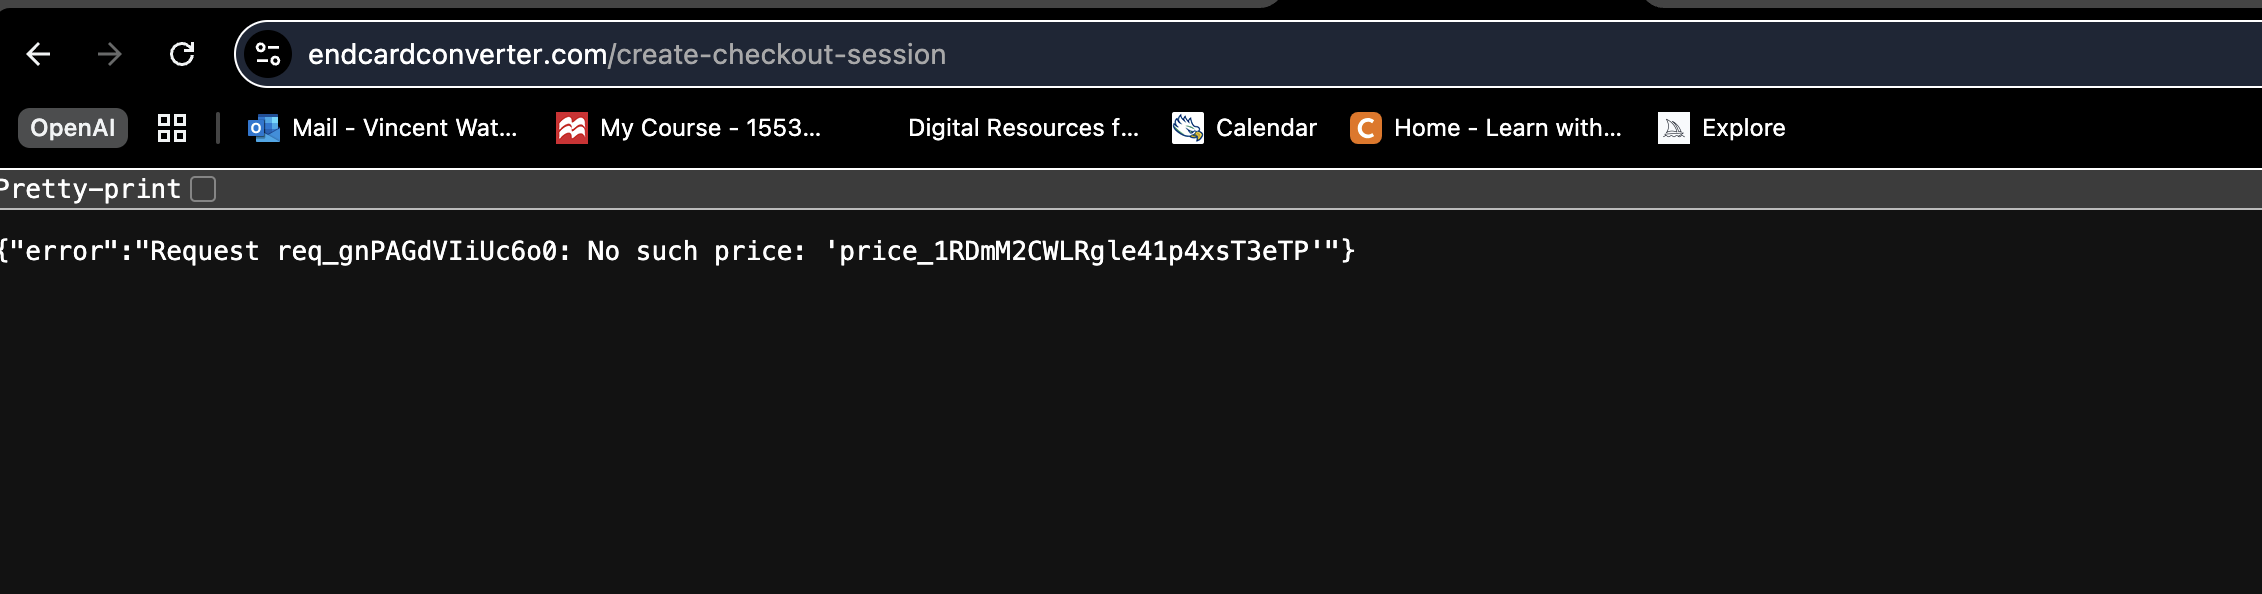 endcardconverter.com/create-checkout-session
OpenAI Mail - Vincent Wat... My Course - 1553... Digital Resources f... Calendar C Home - Learn with... Explore
Pretty-print
{"error":"Request req_gnPAGdVIiUc6o0: No such price: 'price_1RDmM2CWLRgle41p4xsT3eTP'"}